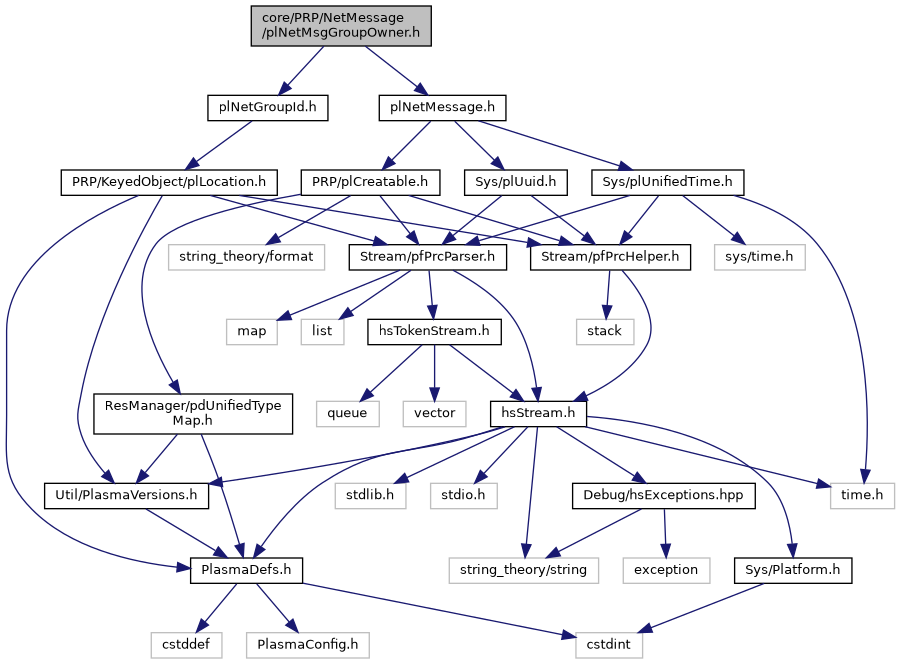 core/PRP/NetMessage
/plNetMsgGroupOwner.h
plNetGroupId.h
plNetMessage.h
PRP/KeyedObject/plLocation.h
PRP/plCreatable.h
Sys/plUuid.h
Sys/plUnifiedTime.h
string_theory/format
Stream/pfPrcParser.h
Stream/pfPrcHelper.h
sys/time.h
map
list
hsTokenStream.h
stack
ResManager/pdUnifiedType
Map.h
queue
vector
hsStream.h
Util/PlasmaVersions.h
stdlib.h
stdio.h
Debug/hsExceptions.hpp
time.h
PlasmaDefs.h
string_theory/string
exception
Sys/Platform.h
cstddef
PlasmaConfig.h
cstdint